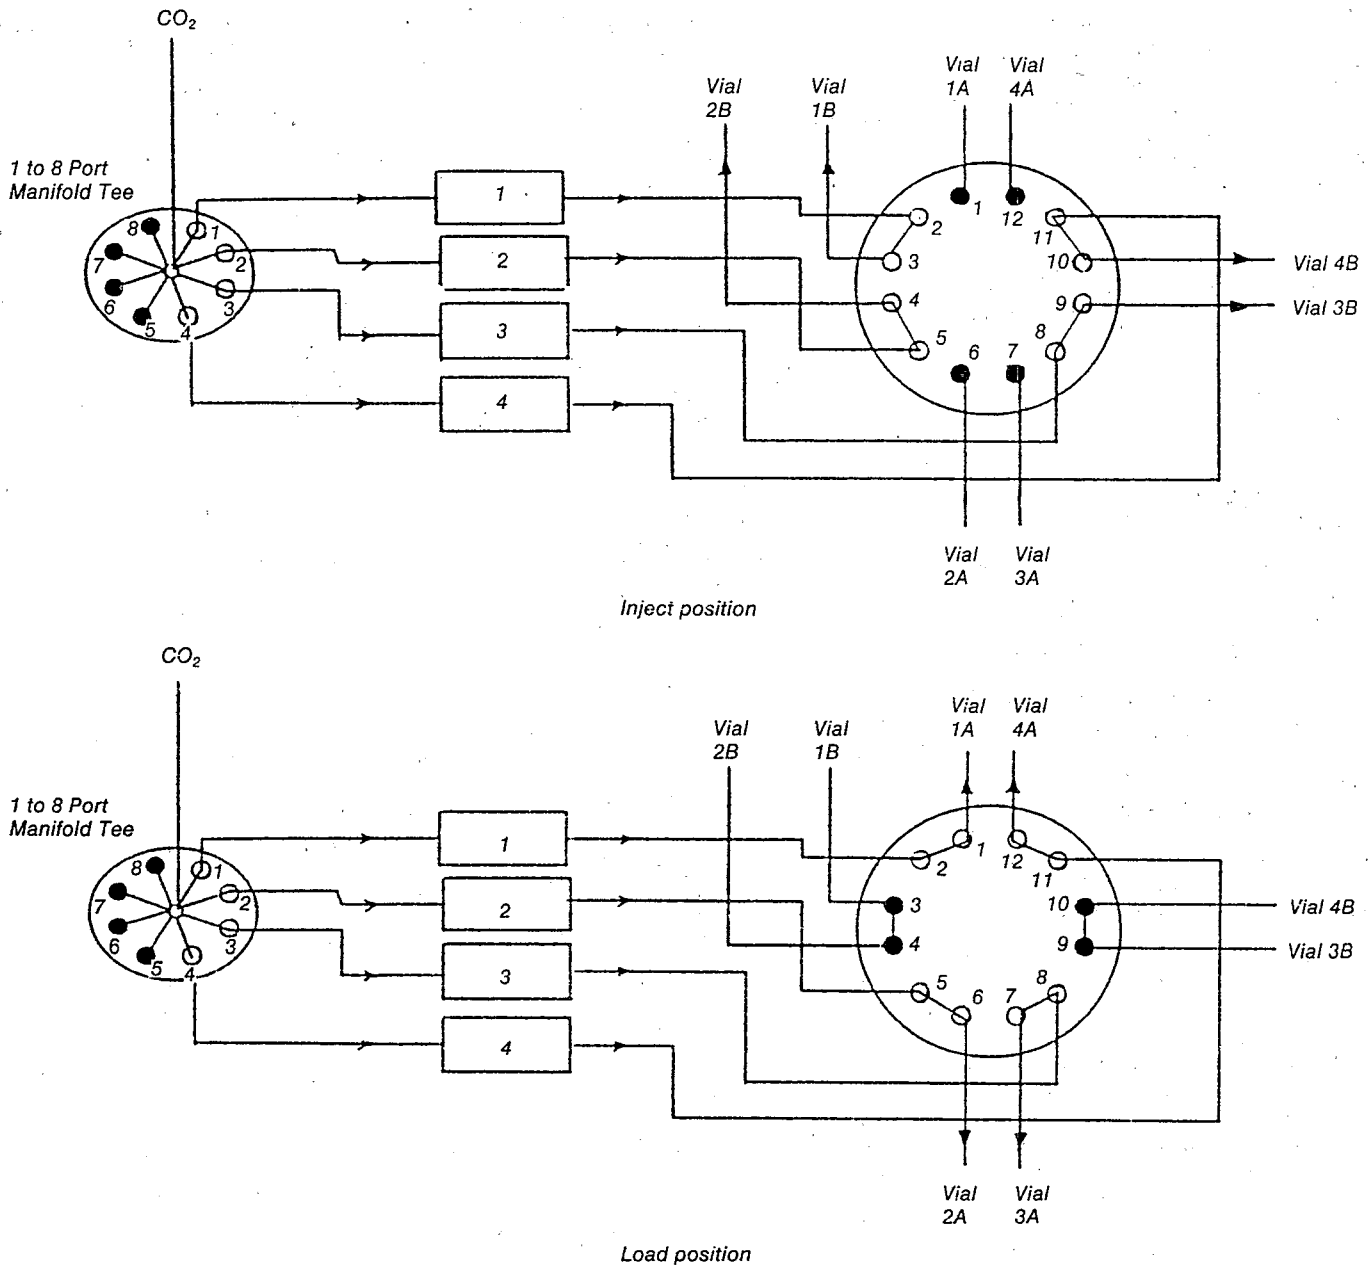 CO₂
1 to 8 Port
Manifold Tee
8
1
7
2
6
3
5
4
1
2
3
4
Vial
2B
Vial
1B
Vial
1A
Vial
4A
1
12
2
11
3
10
4
9
5
8
6
7
Vial 4B
Vial 3B
Vial
2A
Vial
3A
Inject position
CO₂
1 to 8 Port
Manifold Tee
8
1
7
2
6
3
5
4
1
2
3
4
Vial
2B
Vial
1B
Vial
1A
Vial
4A
1
12
2
11
3
10
4
9
5
8
6
7
Vial 4B
Vial 3B
Vial
2A
Vial
3A
Load position